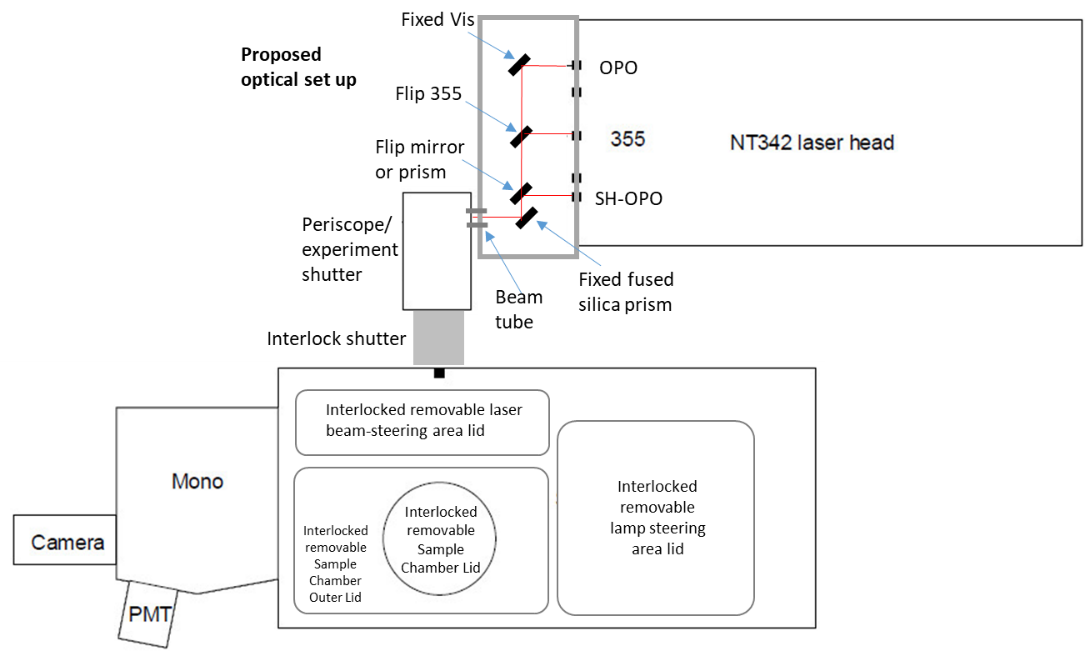 Fixed Vis
Proposed
optical set up
OPO
Flip 355
355
NT342 laser head
Flip mirror
or prism
SH-OPO
Periscope/
experiment
shutter
Fixed fused
silica prism
Beam
tube
Interlock shutter
Interlocked removable laser
beam-steering area lid
Mono
Interlocked
removable
lamp steering
area lid
Interlocked
removable
Sample
Chamber Lid
Interlocked
removable
Sample
Chamber
Outer Lid
Camera
PMT